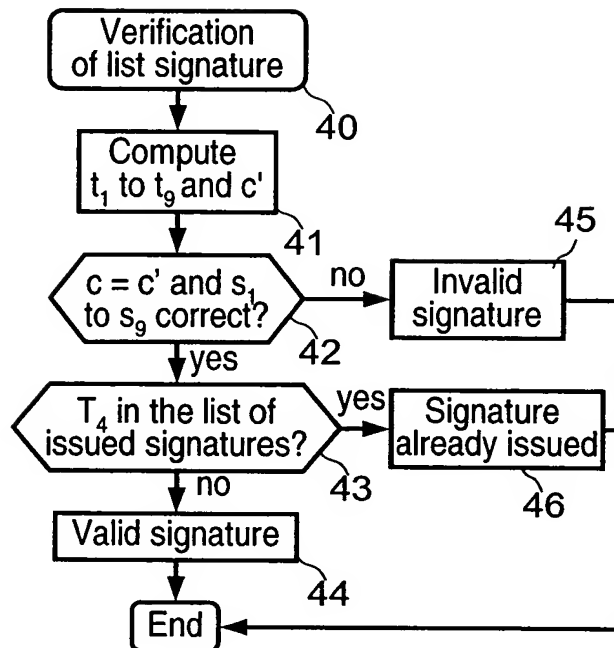 Verification
of list signature
40
Compute
t₁ to t₉ and c'
41
c = c' and s₁
to s₉ correct?
42
no
45
Invalid
signature
yes
T₄ in the list of
issued signatures?
43
yes
Signature
already issued
46
no
Valid signature
44
End